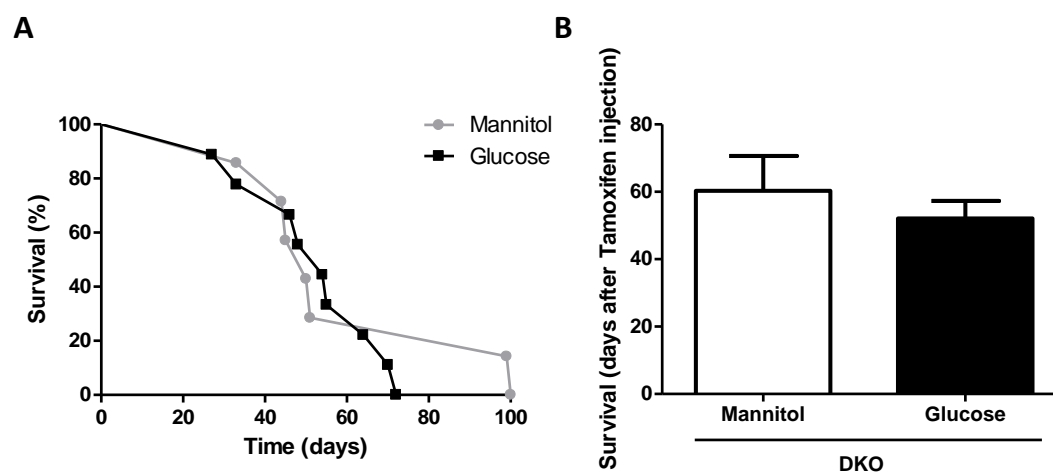 A
Survival (%)
100
80
60
40
20
0
0 20 40 60 80 100
Time (days)
Mannitol
Glucose
B
Survival (days after Tamoxifen injection)
80
60
40
20
0
Mannitol Glucose
DKO